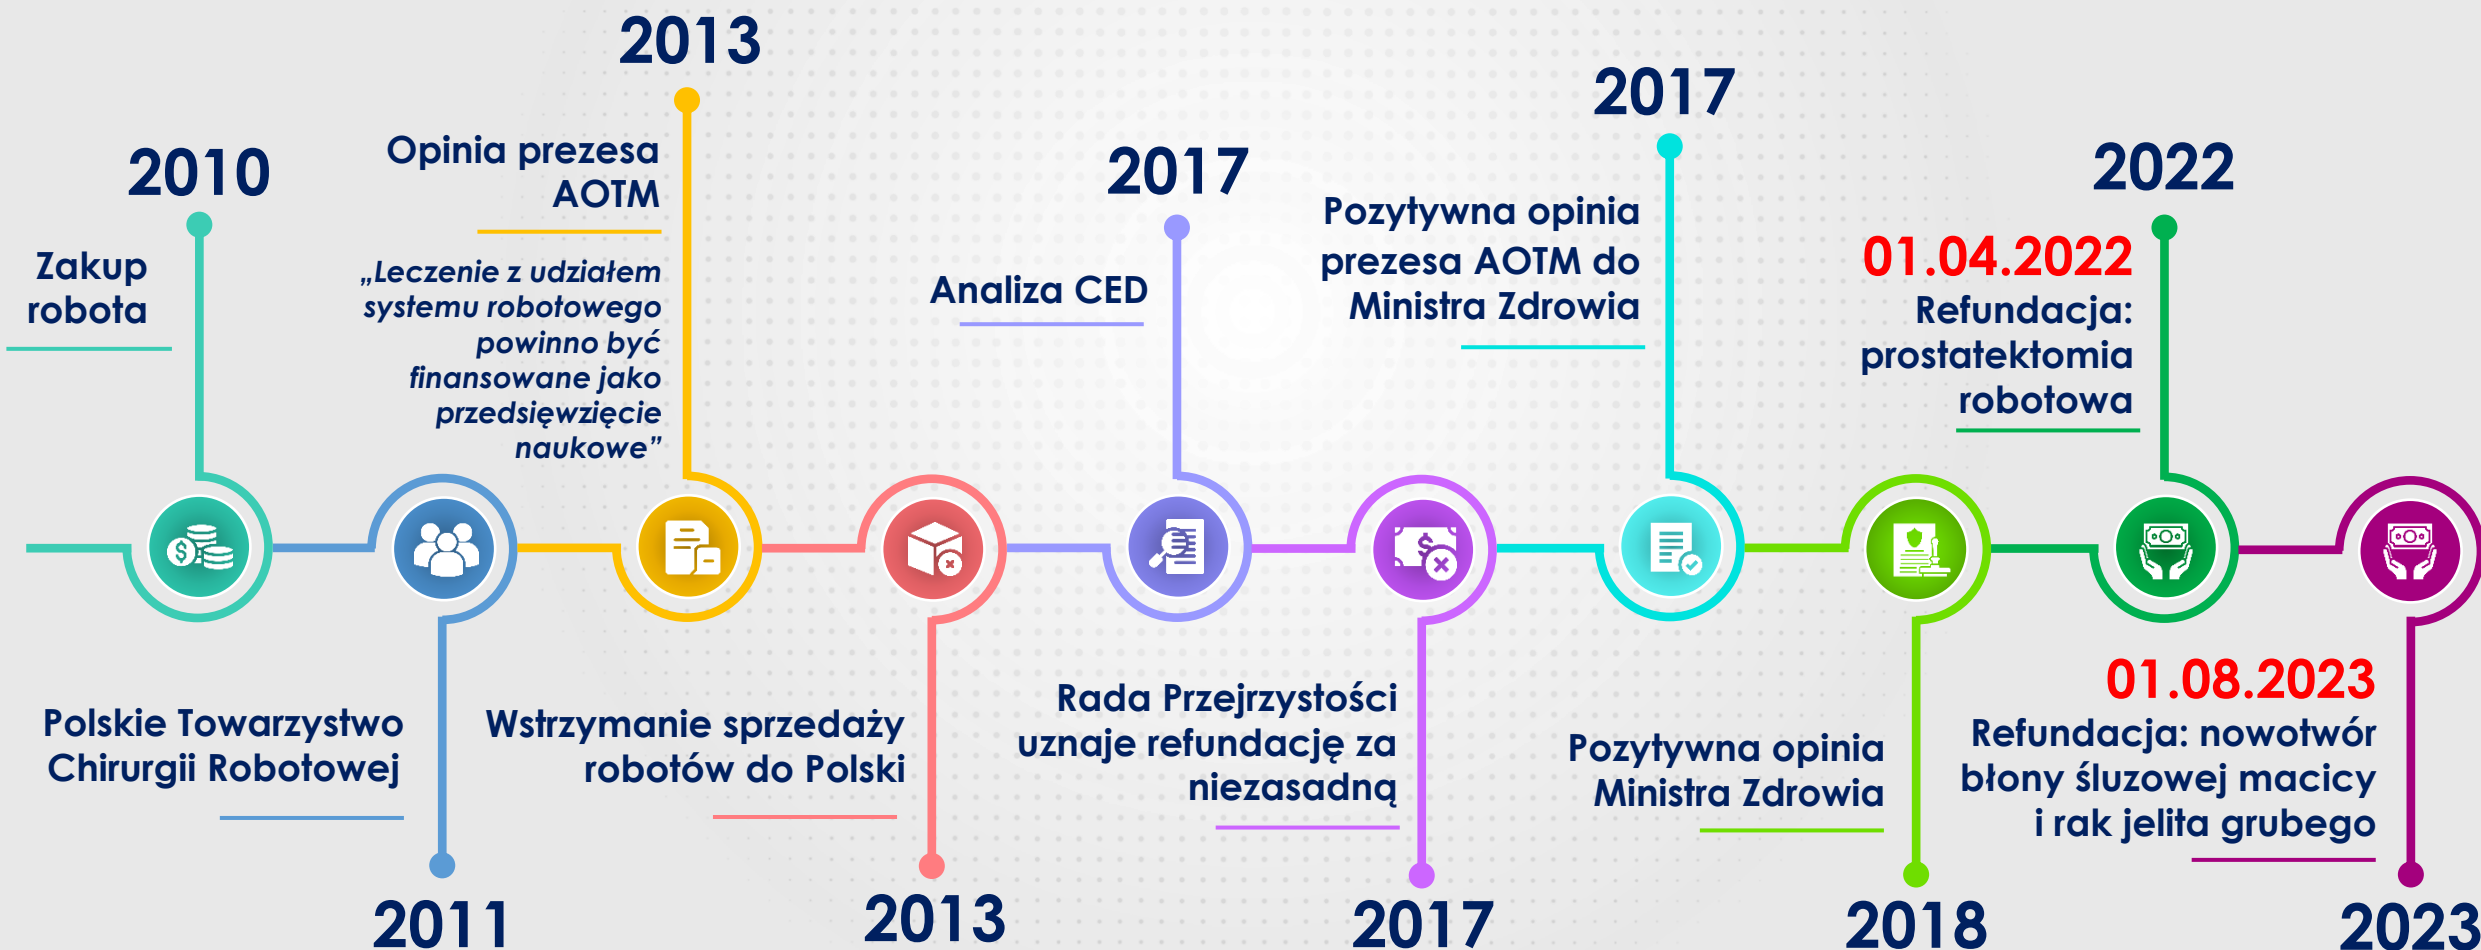 2010
Zakup
robota
Polskie Towarzystwo
Chirurgii Robotowej
2011
2013
Opinia prezesa
AOTM
„Leczenie z udziałem
systemu robotowego
powinno być
finansowane jako
przedsięwzięcie
naukowe”
Wstrzymanie sprzedaży
robotów do Polski
2013
2017
Analiza CED
Rada Przejrzystości
uznaje refundację za
niezasadną
2017
2017
Pozytywna opinia
prezesa AOTM do
Ministra Zdrowia
Pozytywna opinia
Ministra Zdrowia
2018
2022
01.04.2022
Refundacja:
prostatektomia
robotowa
01.08.2023
Refundacja: nowotwór
błony śluzowej macicy
i rak jelita grubego
2023